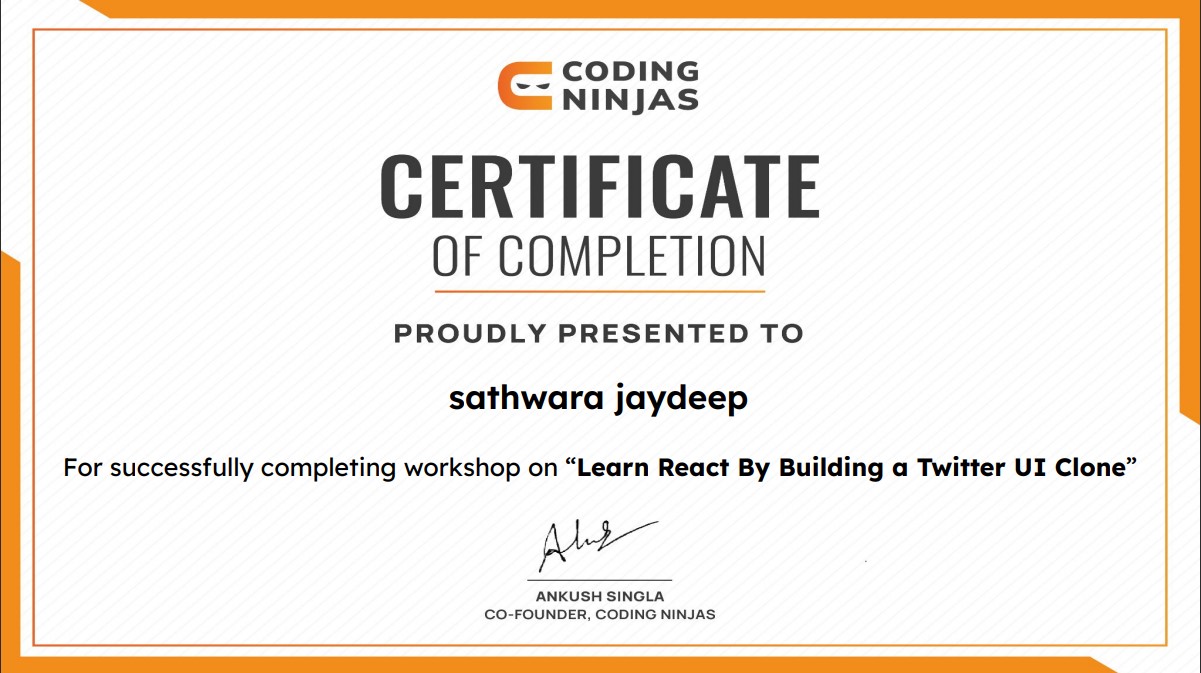 CODING
NINJAS
CERTIFICATE
OF COMPLETION
PROUDLY PRESENTED TO
sathwara jaydeep
For successfully completing workshop on “Learn React By Building a Twitter UI Clone”
ANKUSH SINGLA
CO-FOUNDER, CODING NINJAS